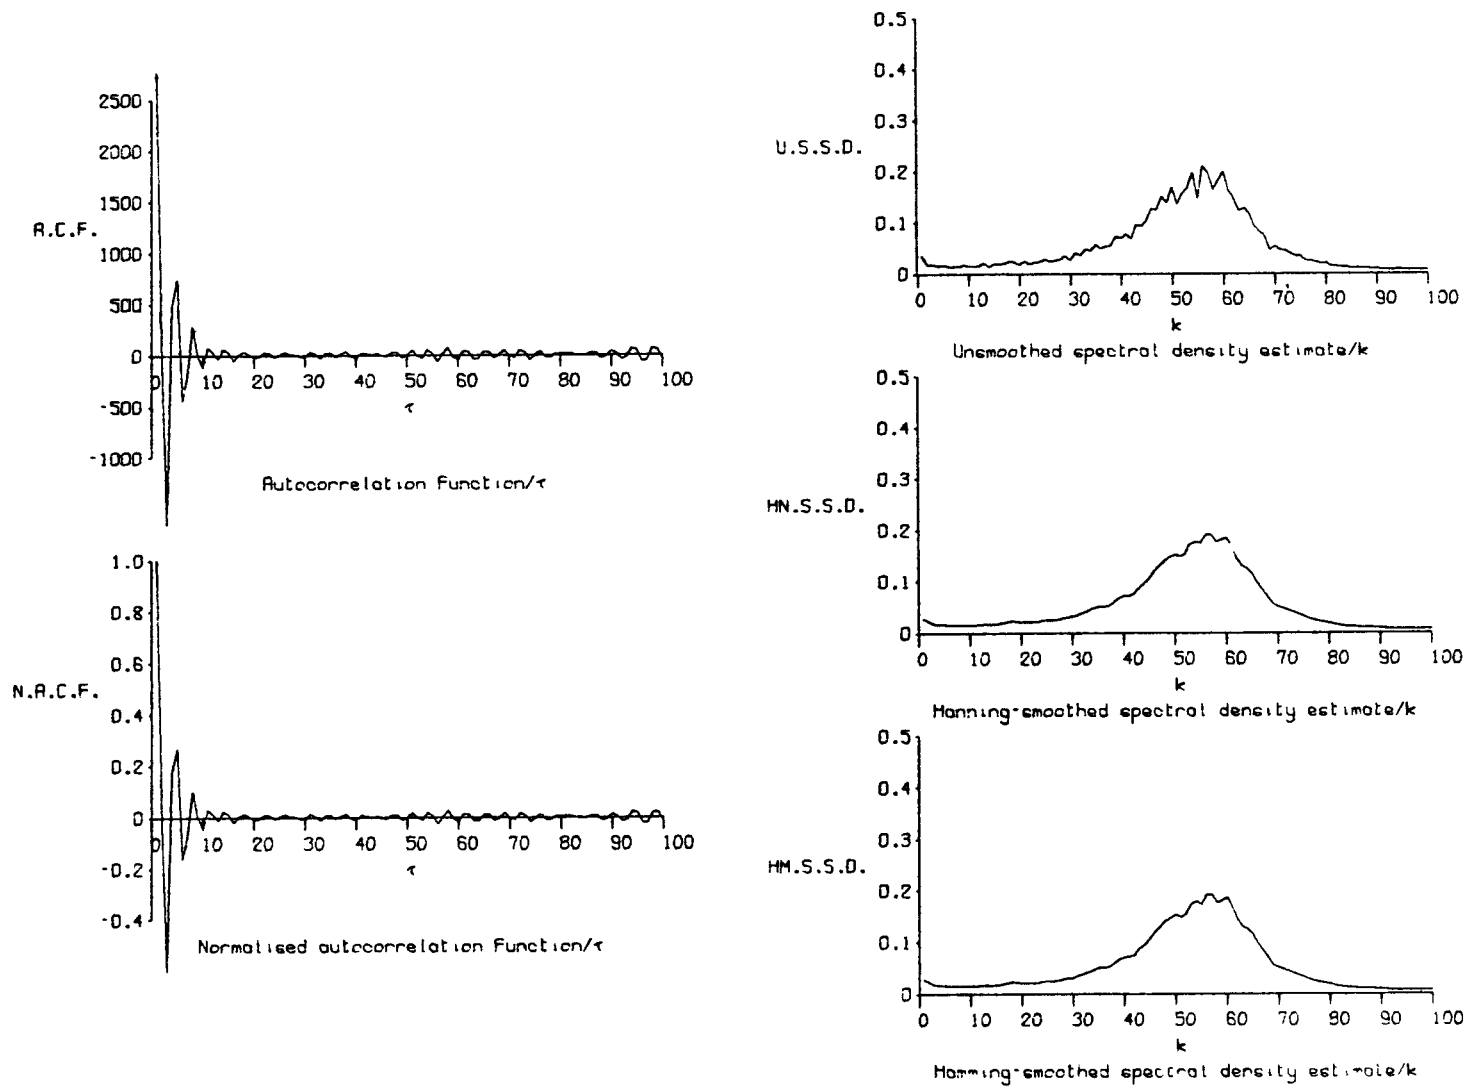 2500
2000
1500
A.C.F.
1000
500
0
0 10 20 30 40 50 60 70 80 90 100
-500
τ
-1000
Autocorrelation Function/τ
1.0
0.8
0.6
N.A.C.F.
0.4
0.2
0
0 10 20 30 40 50 60 70 80 90 100
-0.2
τ
-0.4
Normalised autocorrelation Function/τ
0.5
0.4
0.3
U.S.S.D.
0.2
0.1
0
0 10 20 30 40 50 60 70 80 90 100
k
Unsmoothed spectral density estimate/k
0.5
0.4
0.3
HN.S.S.D.
0.2
0.1
0
0 10 20 30 40 50 60 70 80 90 100
k
Hanning-smoothed spectral density estimate/k
0.5
0.4
0.3
HM.S.S.D.
0.2
0.1
0
0 10 20 30 40 50 60 70 80 90 100
k
Hamming-smoothed spectral density estimate/k